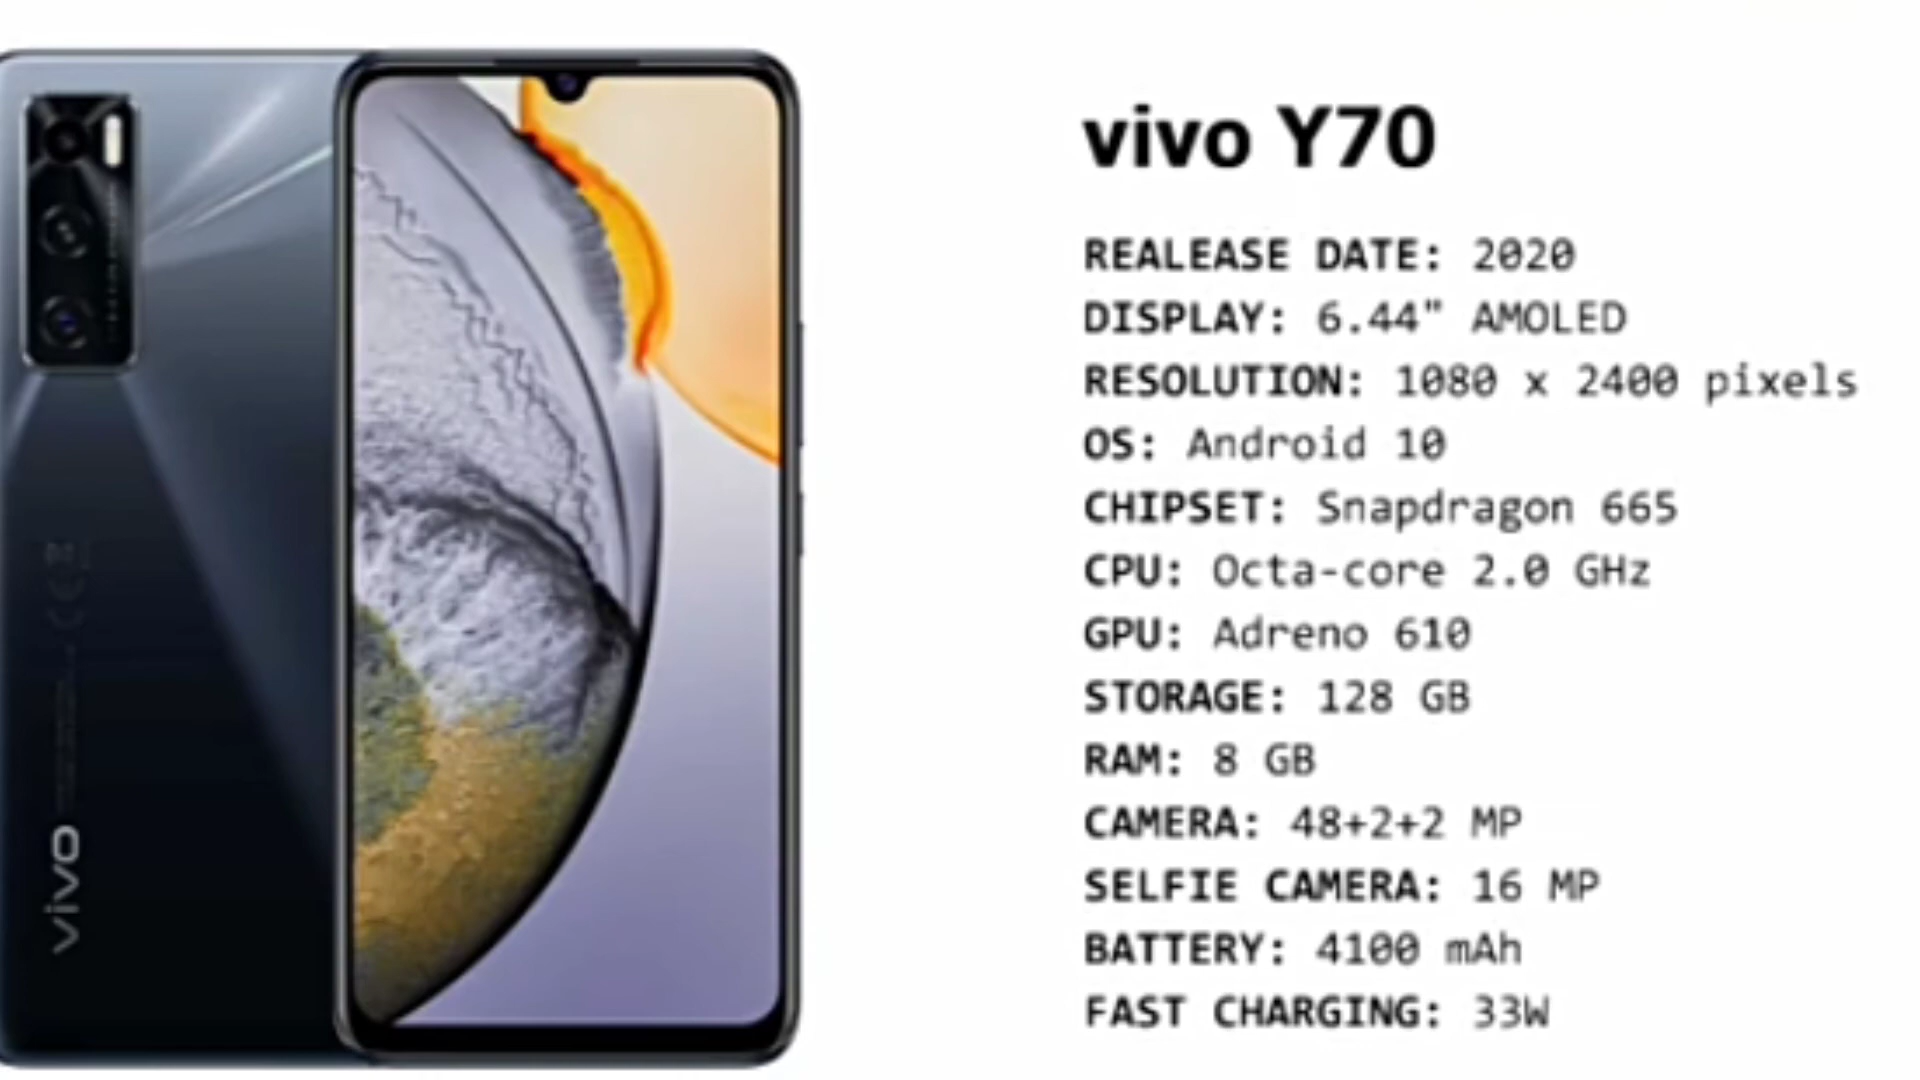 vivo
vivo Y70
REALEASE DATE: 2020
DISPLAY: 6.44" AMOLED
RESOLUTION: 1080 x 2400 pixels
OS: Android 10
CHIPSET: Snapdragon 665
CPU: Octa-core 2.0 GHz
GPU: Adreno 610
STORAGE: 128 GB
RAM: 8 GB
CAMERA: 48+2+2 MP
SELFIE CAMERA: 16 MP
BATTERY: 4100 mAh
FAST CHARGING: 33W